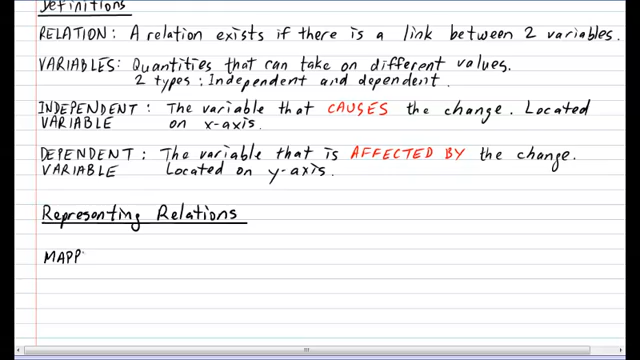 Definitions
RELATION: A relation exists if there is a link between 2 variables.
VARIABLES: Quantities that can take on different values.
2 types: Independent and dependent.
INDEPENDENT: The variable that CAUSES the change. Located
VARIABLE on x-axis.
DEPENDENT: The variable that is AFFECTED BY the change.
VARIABLE Located on y-axis.
Representing Relations
MAPP